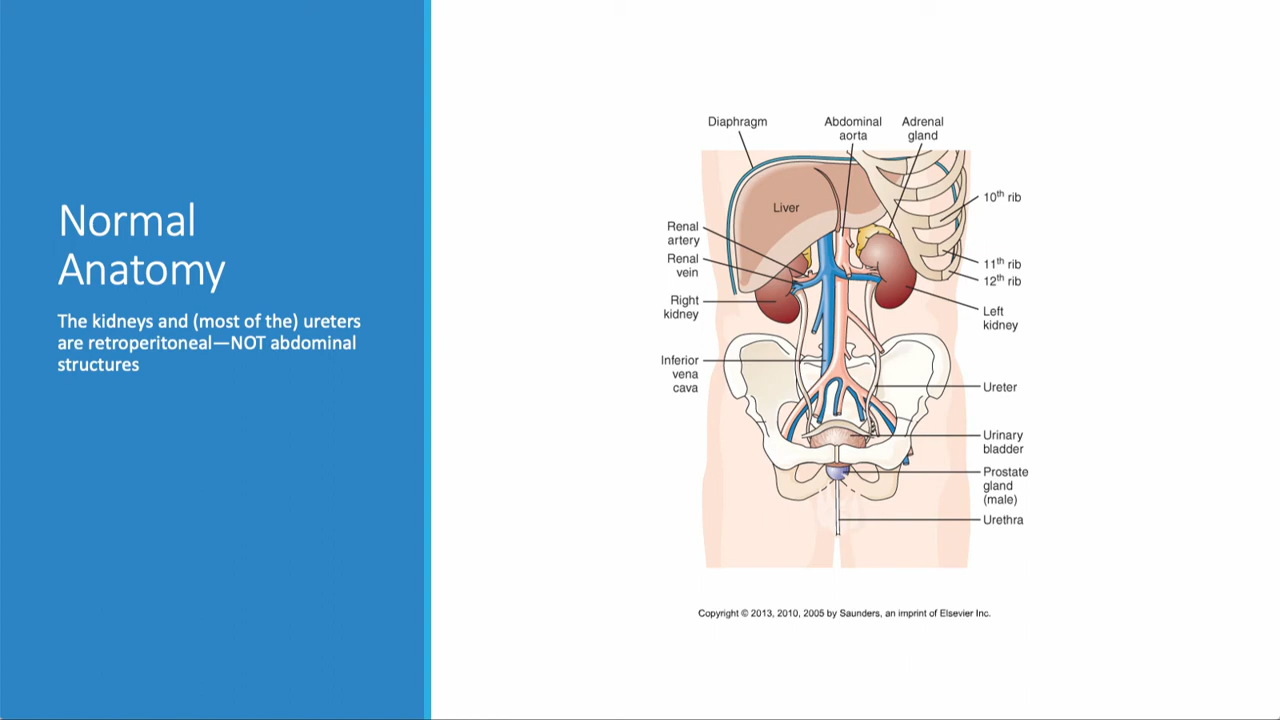 Normal
Anatomy
The kidneys and (most of the) ureters
are retroperitoneal—NOT abdominal
structures
Diaphragm
Abdominal
aorta
Adrenal
gland
Liver
10th rib
Renal
artery
Renal
vein
11th rib
12th rib
Right
kidney
Left
kidney
Inferior
vena
cava
Ureter
Urinary
bladder
Prostate
gland
(male)
Urethra
Copyright © 2013, 2010, 2005 by Saunders, an imprint of Elsevier Inc.